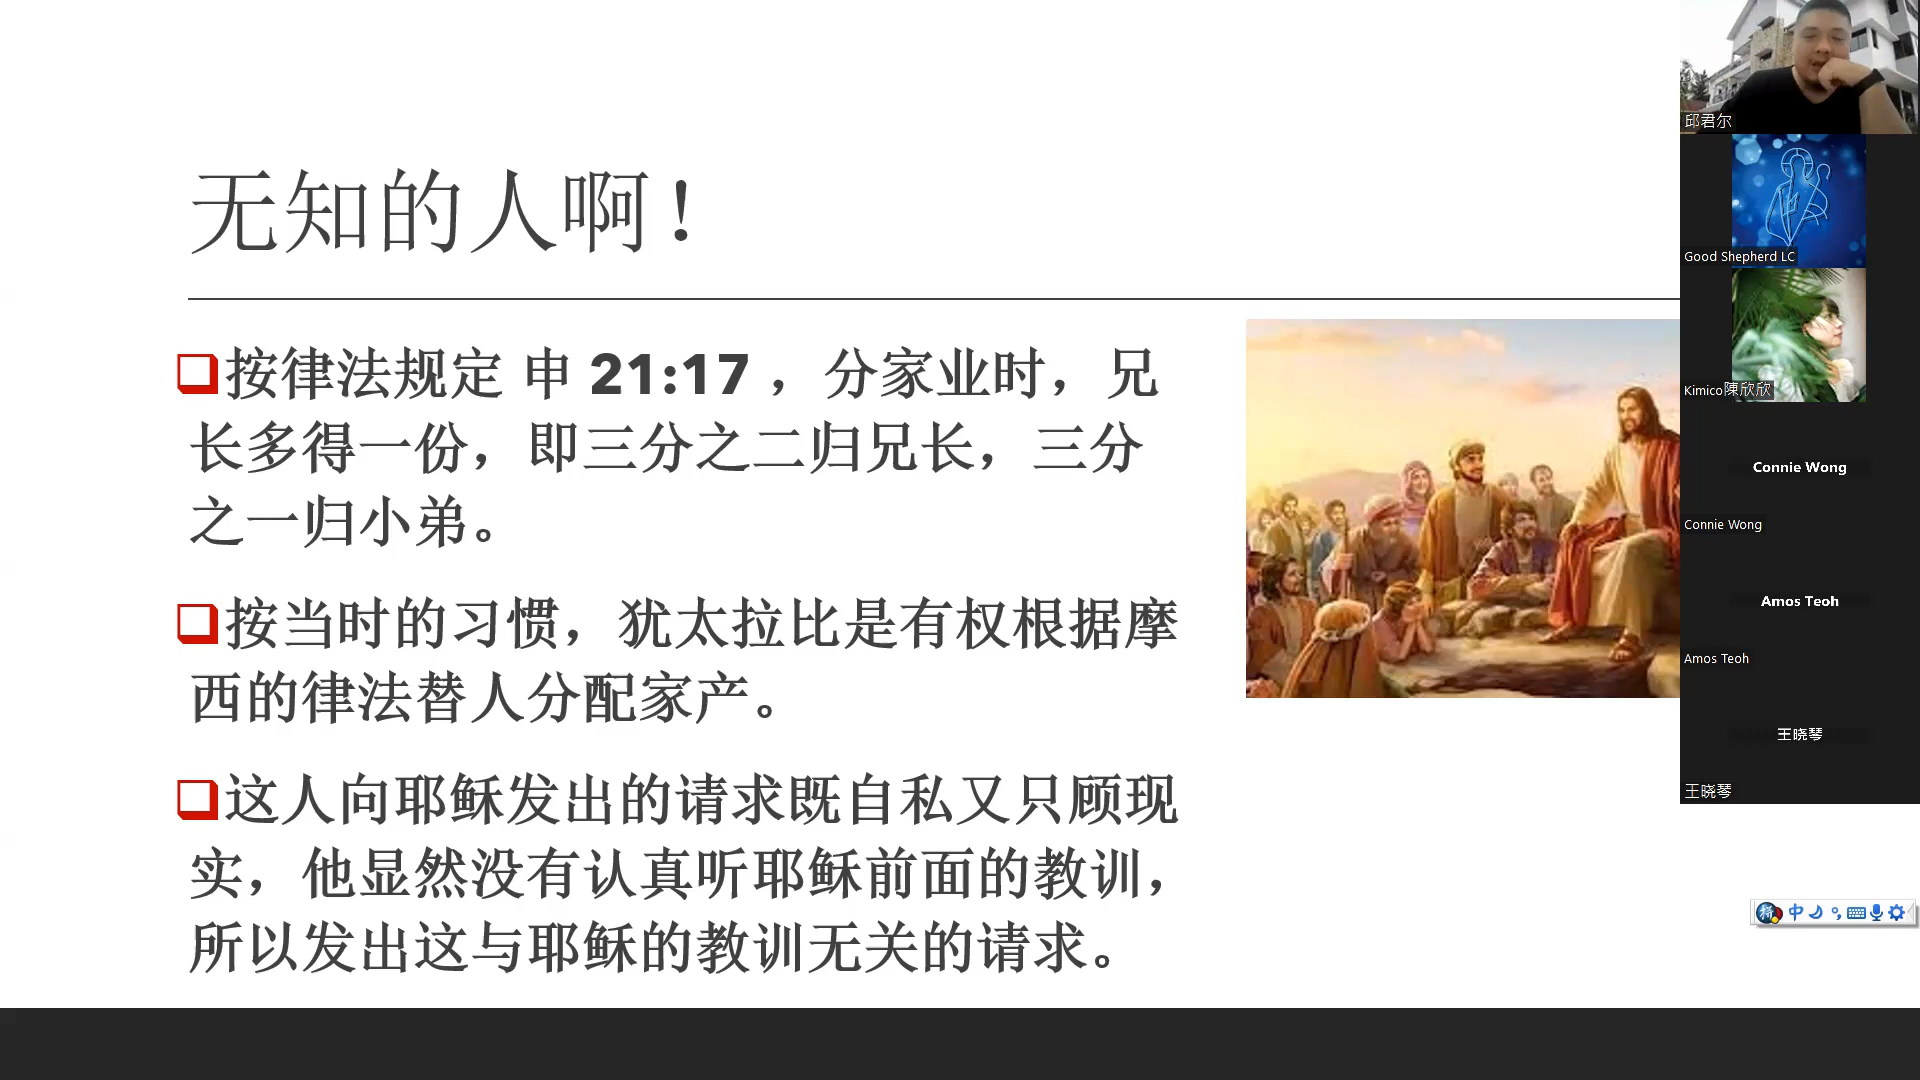 无知的人啊！
按律法规定 申 21:17 ，分家业时，兄
长多得一份，即三分之二归兄长，三分
之一归小弟。
按当时的习惯，犹太拉比是有权根据摩
西的律法替人分配家产。
这人向耶稣发出的请求既自私又只顾现
实，他显然没有认真听耶稣前面的教训，
所以发出这与耶稣的教训无关的请求。
邱君尔
Good Shepherd LC
Kimico陳欣欣
Connie Wong
Connie Wong
Amos Teoh
Amos Teoh
王晓琴
王晓琴
拼 中